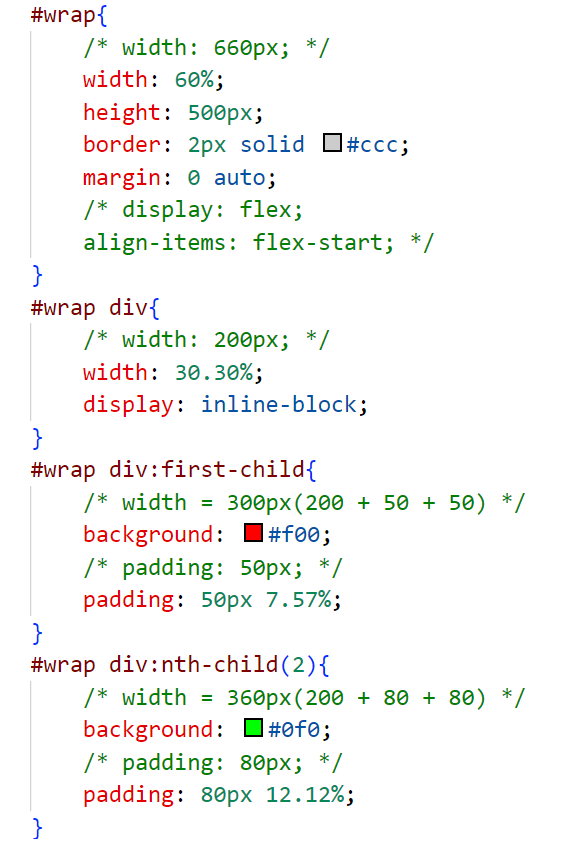 #wrap{
/* width: 660px; */
width: 60%;
height: 500px;
border: 2px solid #ccc;
margin: 0 auto;
/* display: flex;
align-items: flex-start; */
}
#wrap div{
/* width: 200px; */
width: 30.30%;
display: inline-block;
}
#wrap div:first-child{
/* width = 300px(200 + 50 + 50) */
background: #f00;
/* padding: 50px; */
padding: 50px 7.57%;
}
#wrap div:nth-child(2){
/* width = 360px(200 + 80 + 80) */
background: #0f0;
/* padding: 80px; */
padding: 80px 12.12%;
}